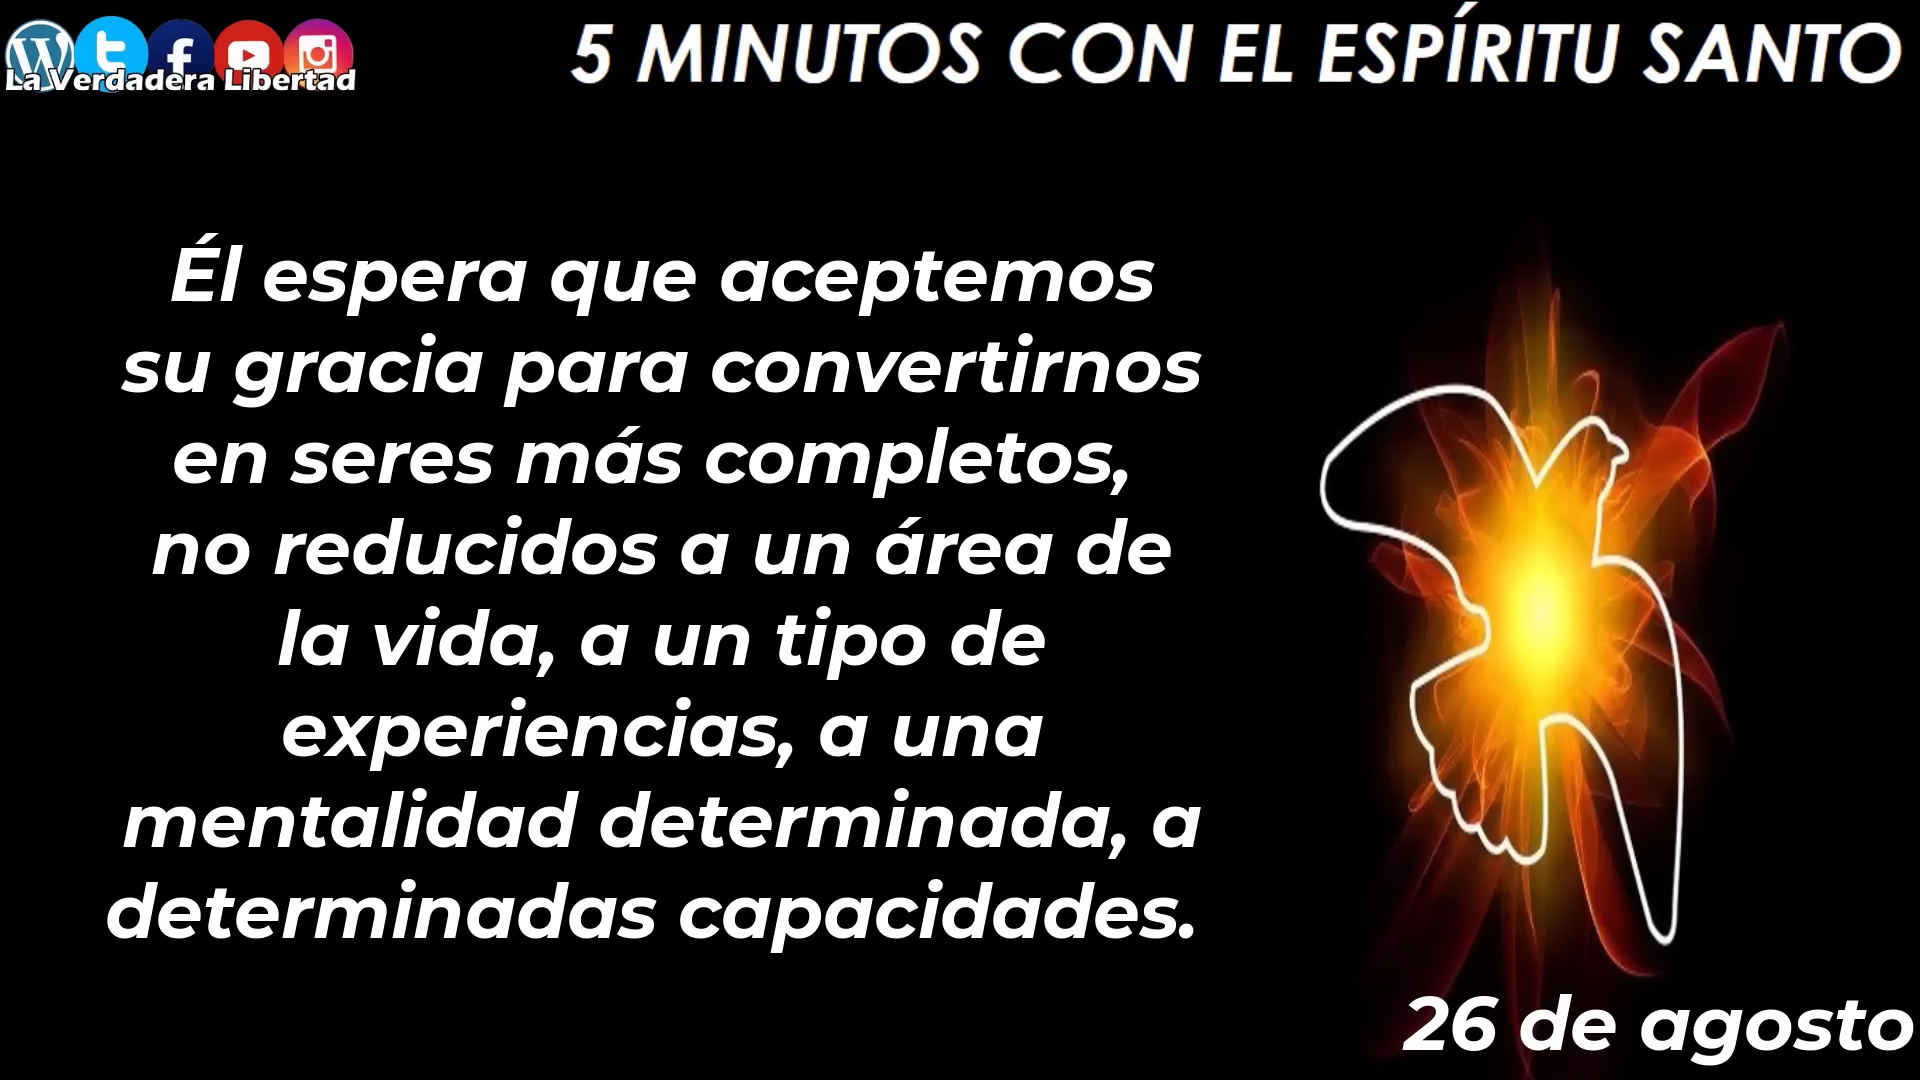 La Verdadera Libertad
5 MINUTOS CON EL ESPÍRITU SANTO
Él espera que aceptemos
su gracia para convertirnos
en seres más completos,
no reducidos a un área de
la vida, a un tipo de
experiencias, a una
mentalidad determinada, a
determinadas capacidades.
26 de agosto